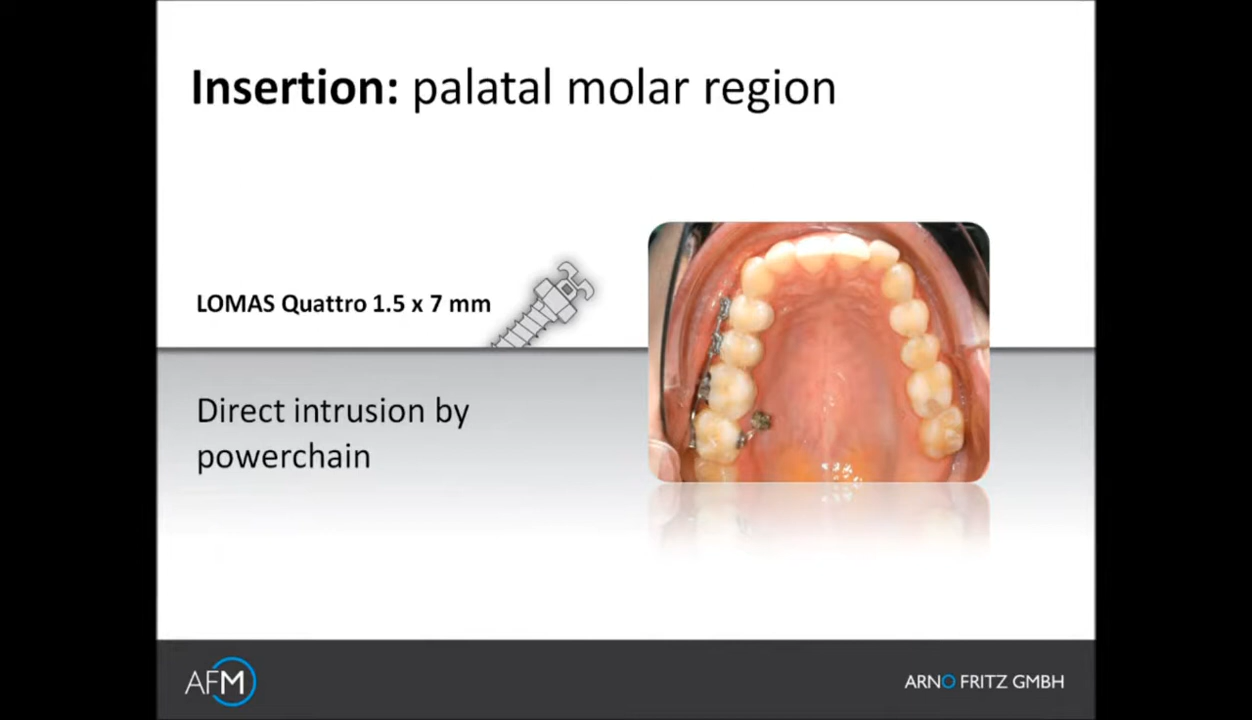 Insertion: palatal molar region
LOMAS Quattro 1.5 x 7 mm
Direct intrusion by
powerchain
AFM
ARNO FRITZ GMBH